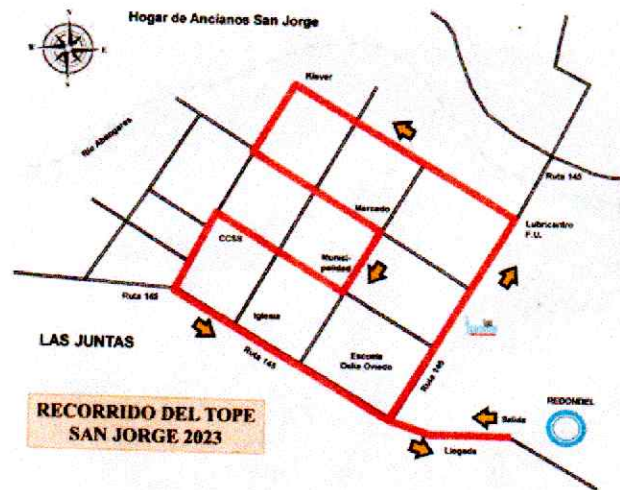 Hogar de Ancianos San Jorge
N
W
E
S
Klever
Rio Abangares
Ruta 145
Mercado
Lubricentro
F.U.
CCSS
Munici-
palidad
Ruta 145
Iglesia
LAS JUNTAS
Ruta 145
Escuela
Delia Oviedo
Ruta 145
REDONDEL
RECORRIDO DEL TOPE
SAN JORGE 2023
Salida
Llegada